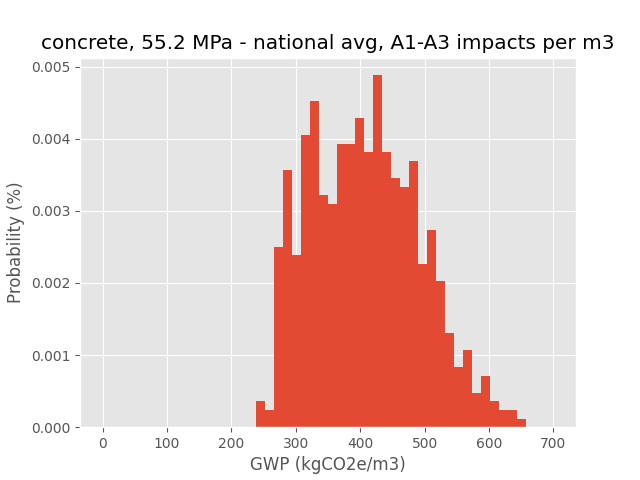 concrete, 55.2 MPa - national avg, A1-A3 impacts per m3
0.005
0.004
0.003
0.002
0.001
0.000
Probability (%)
0 100 200 300 400 500 600 700
GWP (kgCO2e/m3)